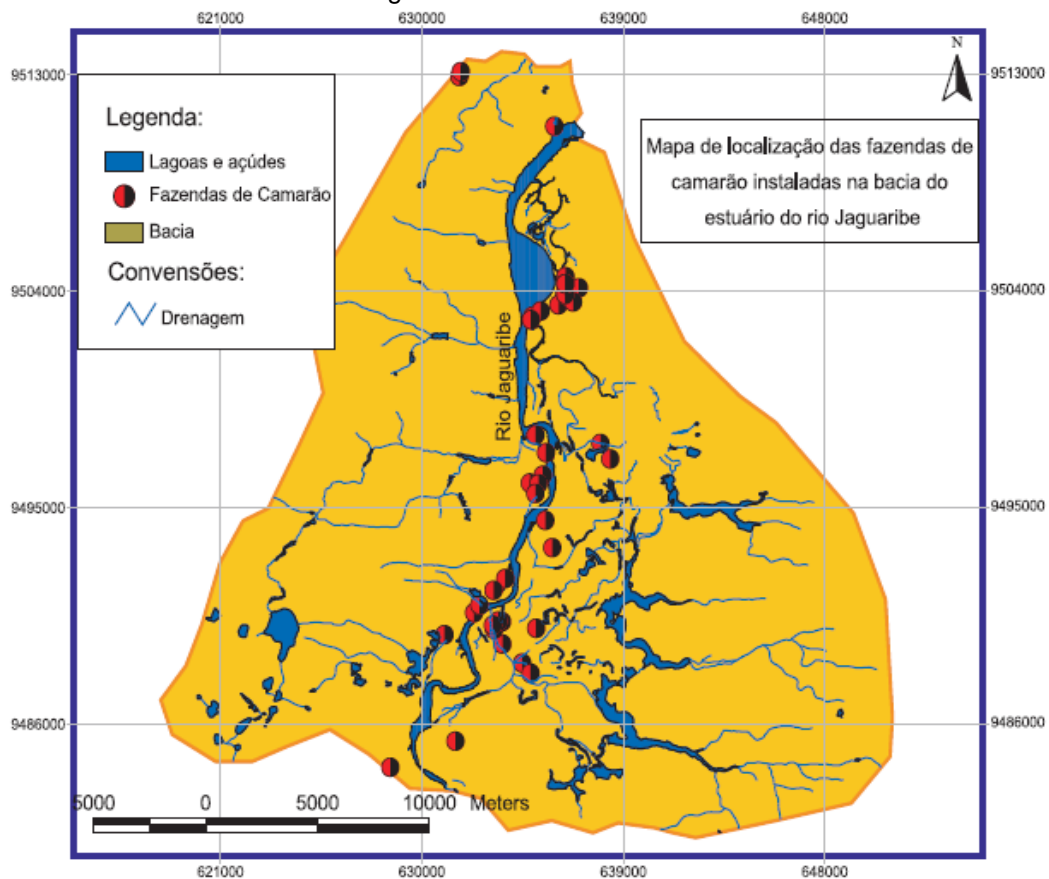 621000 630000 639000 648000
9513000 9513000
N
Legenda:
Lagoas e açúdes
Fazendas de Camarão
Bacia
Convensões:
Drenagem
Mapa de localização das fazendas de
camarão instaladas na bacia do
estuário do rio Jaguaribe
9504000 9504000
Rio Jaguaribe
9495000 9495000
9486000 9486000
5000 0 5000 10000 Meters
621000 630000 639000 648000